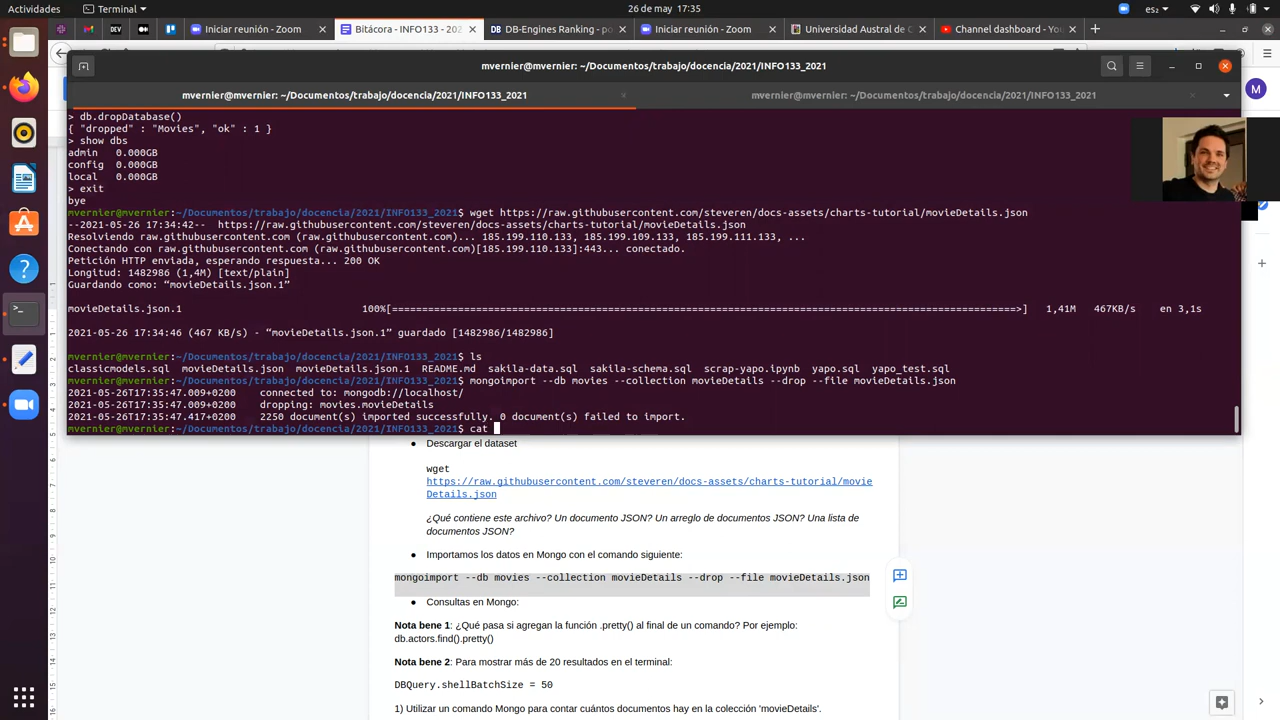 Actividades
Terminal
26 de may 17:35
es₂
Iniciar reunión - Zoom
Bitácora - INFO133 - 202
DB-Engines Ranking - po
Iniciar reunión - Zoom
Universidad Austral de C
Channel dashboard - You
mvernier@mvernier: ~/Documentos/trabajo/docencia/2021/INFO133_2021
mvernier@mvernier: ~/Documentos/trabajo/docencia/2021/INFO133_2021
mvernier@mvernier: ~/Documentos/trabajo/docencia/2021/INFO133_2021
M
> db.dropDatabase()
{ "dropped" : "Movies", "ok" : 1 }
> show dbs
admin   0.000GB
config  0.000GB
local   0.000GB
> exit
bye
mvernier@mvernier:~/Documentos/trabajo/docencia/2021/INFO133_2021$ wget https://raw.githubusercontent.com/steveren/docs-assets/charts-tutorial/movieDetails.json
--2021-05-26 17:34:42--  https://raw.githubusercontent.com/steveren/docs-assets/charts-tutorial/movieDetails.json
Resolviendo raw.githubusercontent.com (raw.githubusercontent.com)... 185.199.110.133, 185.199.109.133, 185.199.111.133, ...
Conectando con raw.githubusercontent.com (raw.githubusercontent.com)[185.199.110.133]:443... conectado.
Petición HTTP enviada, esperando respuesta... 200 OK
Longitud: 1482986 (1,4M) [text/plain]
Guardando como: “movieDetails.json.1”
movieDetails.json.1 100%[===================================================================================================>] 1,41M 467KB/s en 3,1s
2021-05-26 17:34:46 (467 KB/s) - “movieDetails.json.1” guardado [1482986/1482986]
mvernier@mvernier:~/Documentos/trabajo/docencia/2021/INFO133_2021$ ls
classicmodels.sql  movieDetails.json  movieDetails.json.1  README.md  sakila-data.sql  sakila-schema.sql  scrap-yapo.ipynb  yapo.sql  yapo_test.sql
mvernier@mvernier:~/Documentos/trabajo/docencia/2021/INFO133_2021$ mongoimport --db movies --collection movieDetails --drop --file movieDetails.json
2021-05-26T17:35:47.009+0200    connected to: mongodb://localhost/
2021-05-26T17:35:47.009+0200    dropping: movies.movieDetails
2021-05-26T17:35:47.417+0200    2250 document(s) imported successfully. 0 document(s) failed to import.
mvernier@mvernier:~/Documentos/trabajo/docencia/2021/INFO133_2021$ cat
● Descargar el dataset
wget
https://raw.githubusercontent.com/steveren/docs-assets/charts-tutorial/movie
Details.json
¿Qué contiene este archivo? Un documento JSON? Un arreglo de documentos JSON? Una lista de
documentos JSON?
● Importamos los datos en Mongo con el comando siguiente:
mongoimport --db movies --collection movieDetails --drop --file movieDetails.json
● Consultas en Mongo:
Nota bene 1: ¿Qué pasa si agregan la función .pretty() al final de un comando? Por ejemplo:
db.actors.find().pretty()
Nota bene 2: Para mostrar más de 20 resultados en el terminal:
DBQuery.shellBatchSize = 50
1) Utilizar un comando Mongo para contar cuántos documentos hay en la colección 'movieDetails'.